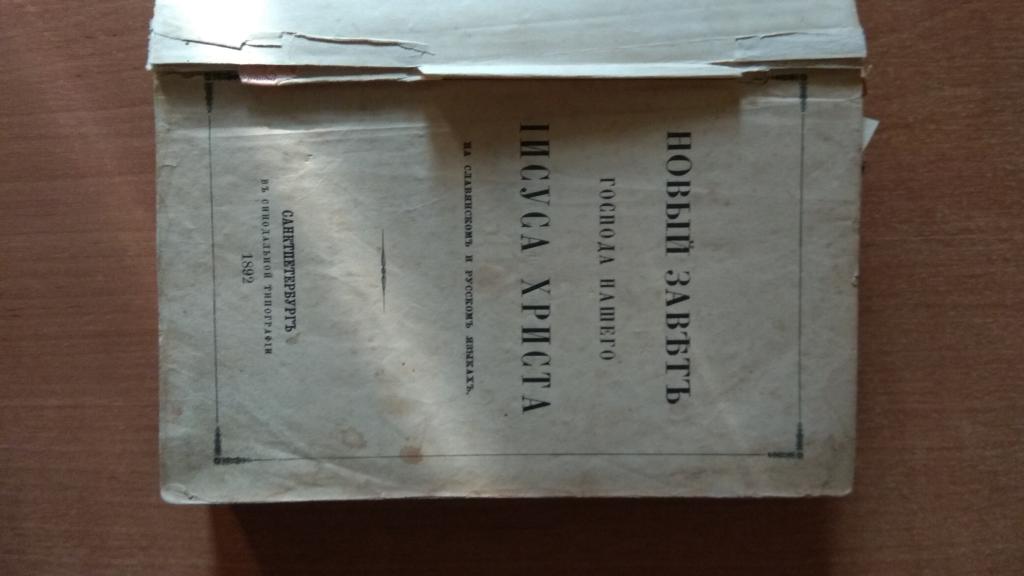 НОВЫЙ ЗАВѢТЪ
ГОСПОДА НАШЕГО
ІИСУСА ХРИСТА
НА СЛАВЯНСКОМЪ И РУССКОМЪ ЯЗЫКАХЪ.
САНКТПЕТЕРБУРГЪ
ВЪ СИНОДАЛЬНОЙ ТИПОГРАФІИ
1892